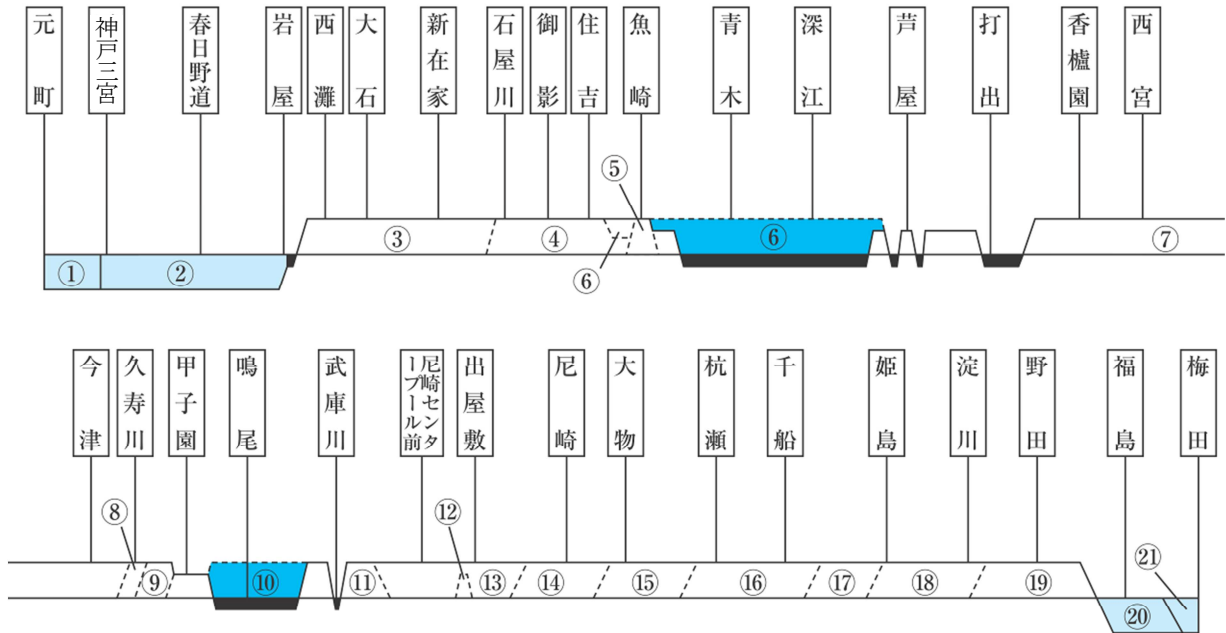 元町
神戸三宮
春日野道
岩屋
西灘
大石
新在家
石屋川
御影
住吉
魚崎
青木
深江
芦屋
打出
香櫨園
西宮
⑤
③
④
⑥
⑦
①
②
⑥
今津
久寿川
甲子園
鳴尾
武庫川
尼崎センタ
ープール前
出屋敷
尼崎
大物
杭瀬
千船
姫島
淀川
野田
福島
梅田
⑧
⑫
㉑
⑨
⑩
⑪
⑬
⑭
⑮
⑯
⑰
⑱
⑲
⑳